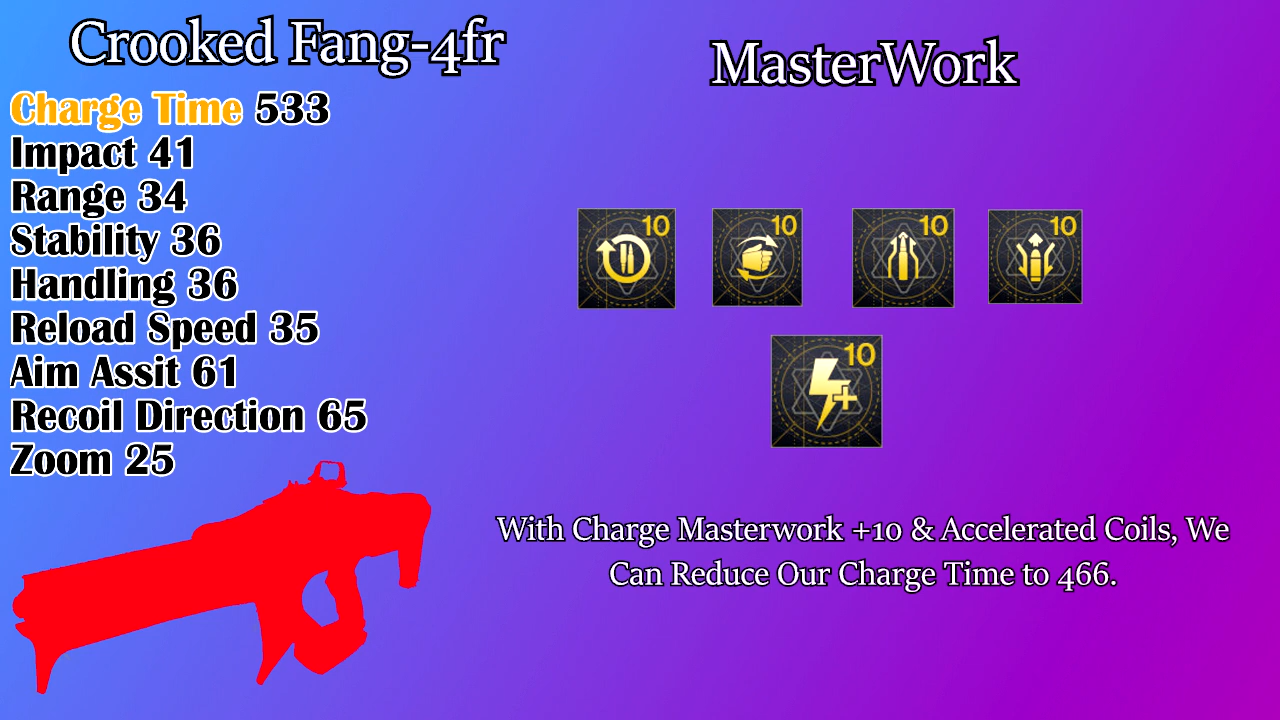 Crooked Fang-4fr
Charge Time 533
Impact 41
Range 34
Stability 36
Handling 36
Reload Speed 35
Aim Assit 61
Recoil Direction 65
Zoom 25
MasterWork
10 10 10 10
10
With Charge Masterwork +10 & Accelerated Coils, We
Can Reduce Our Charge Time to 466.